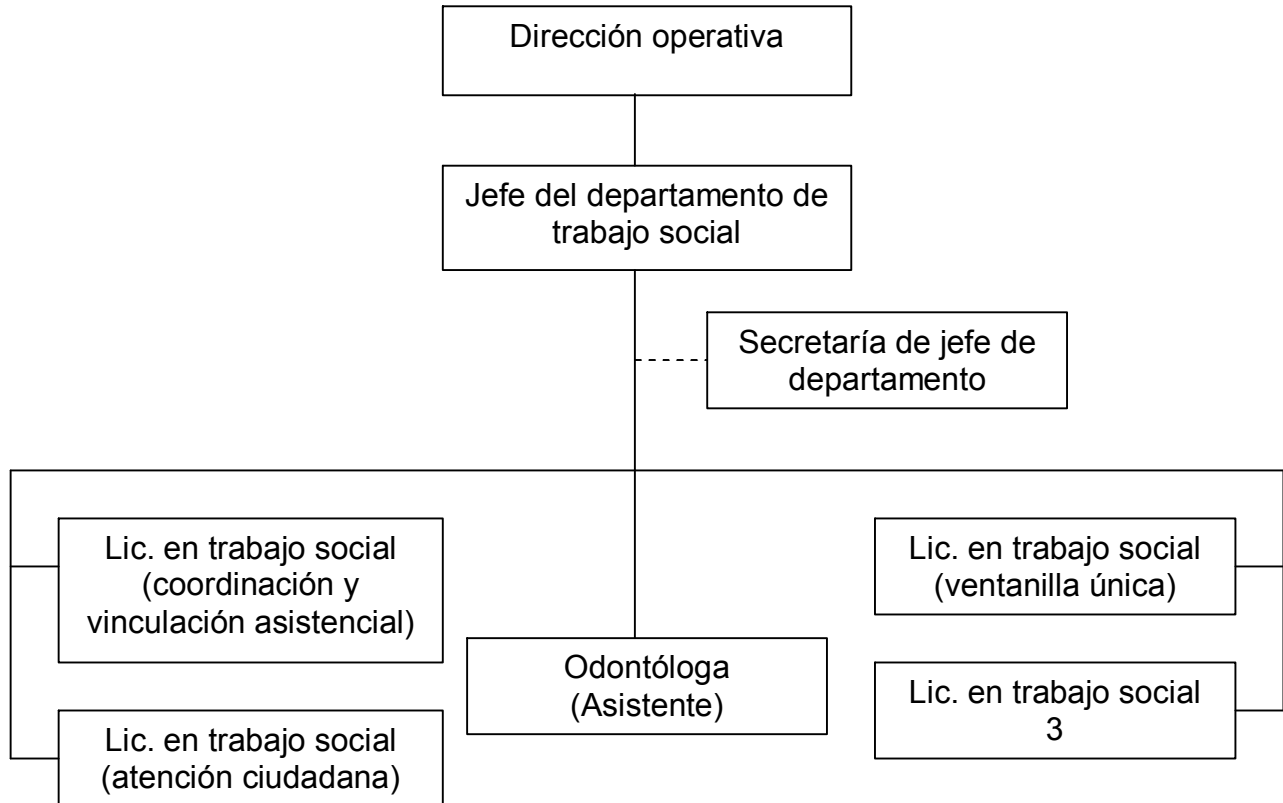 Dirección operativa
Jefe del departamento de
trabajo social
Secretaría de jefe de
departamento
Lic. en trabajo social
(coordinación y
vinculación asistencial)
Lic. en trabajo social
(ventanilla única)
Odontóloga
(Asistente)
Lic. en trabajo social
3
Lic. en trabajo social
(atención ciudadana)